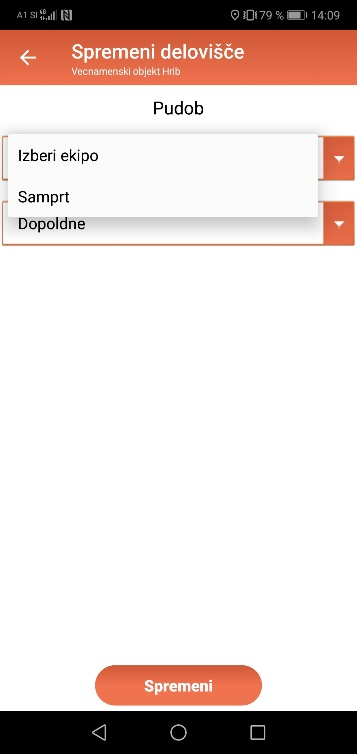 A1 SI 79 % 14:09
Spremeni delovišče
Vecnamenski objekt Hrib
Pudob
Izberi ekipo
Samprt
Dopoldne
Spremeni